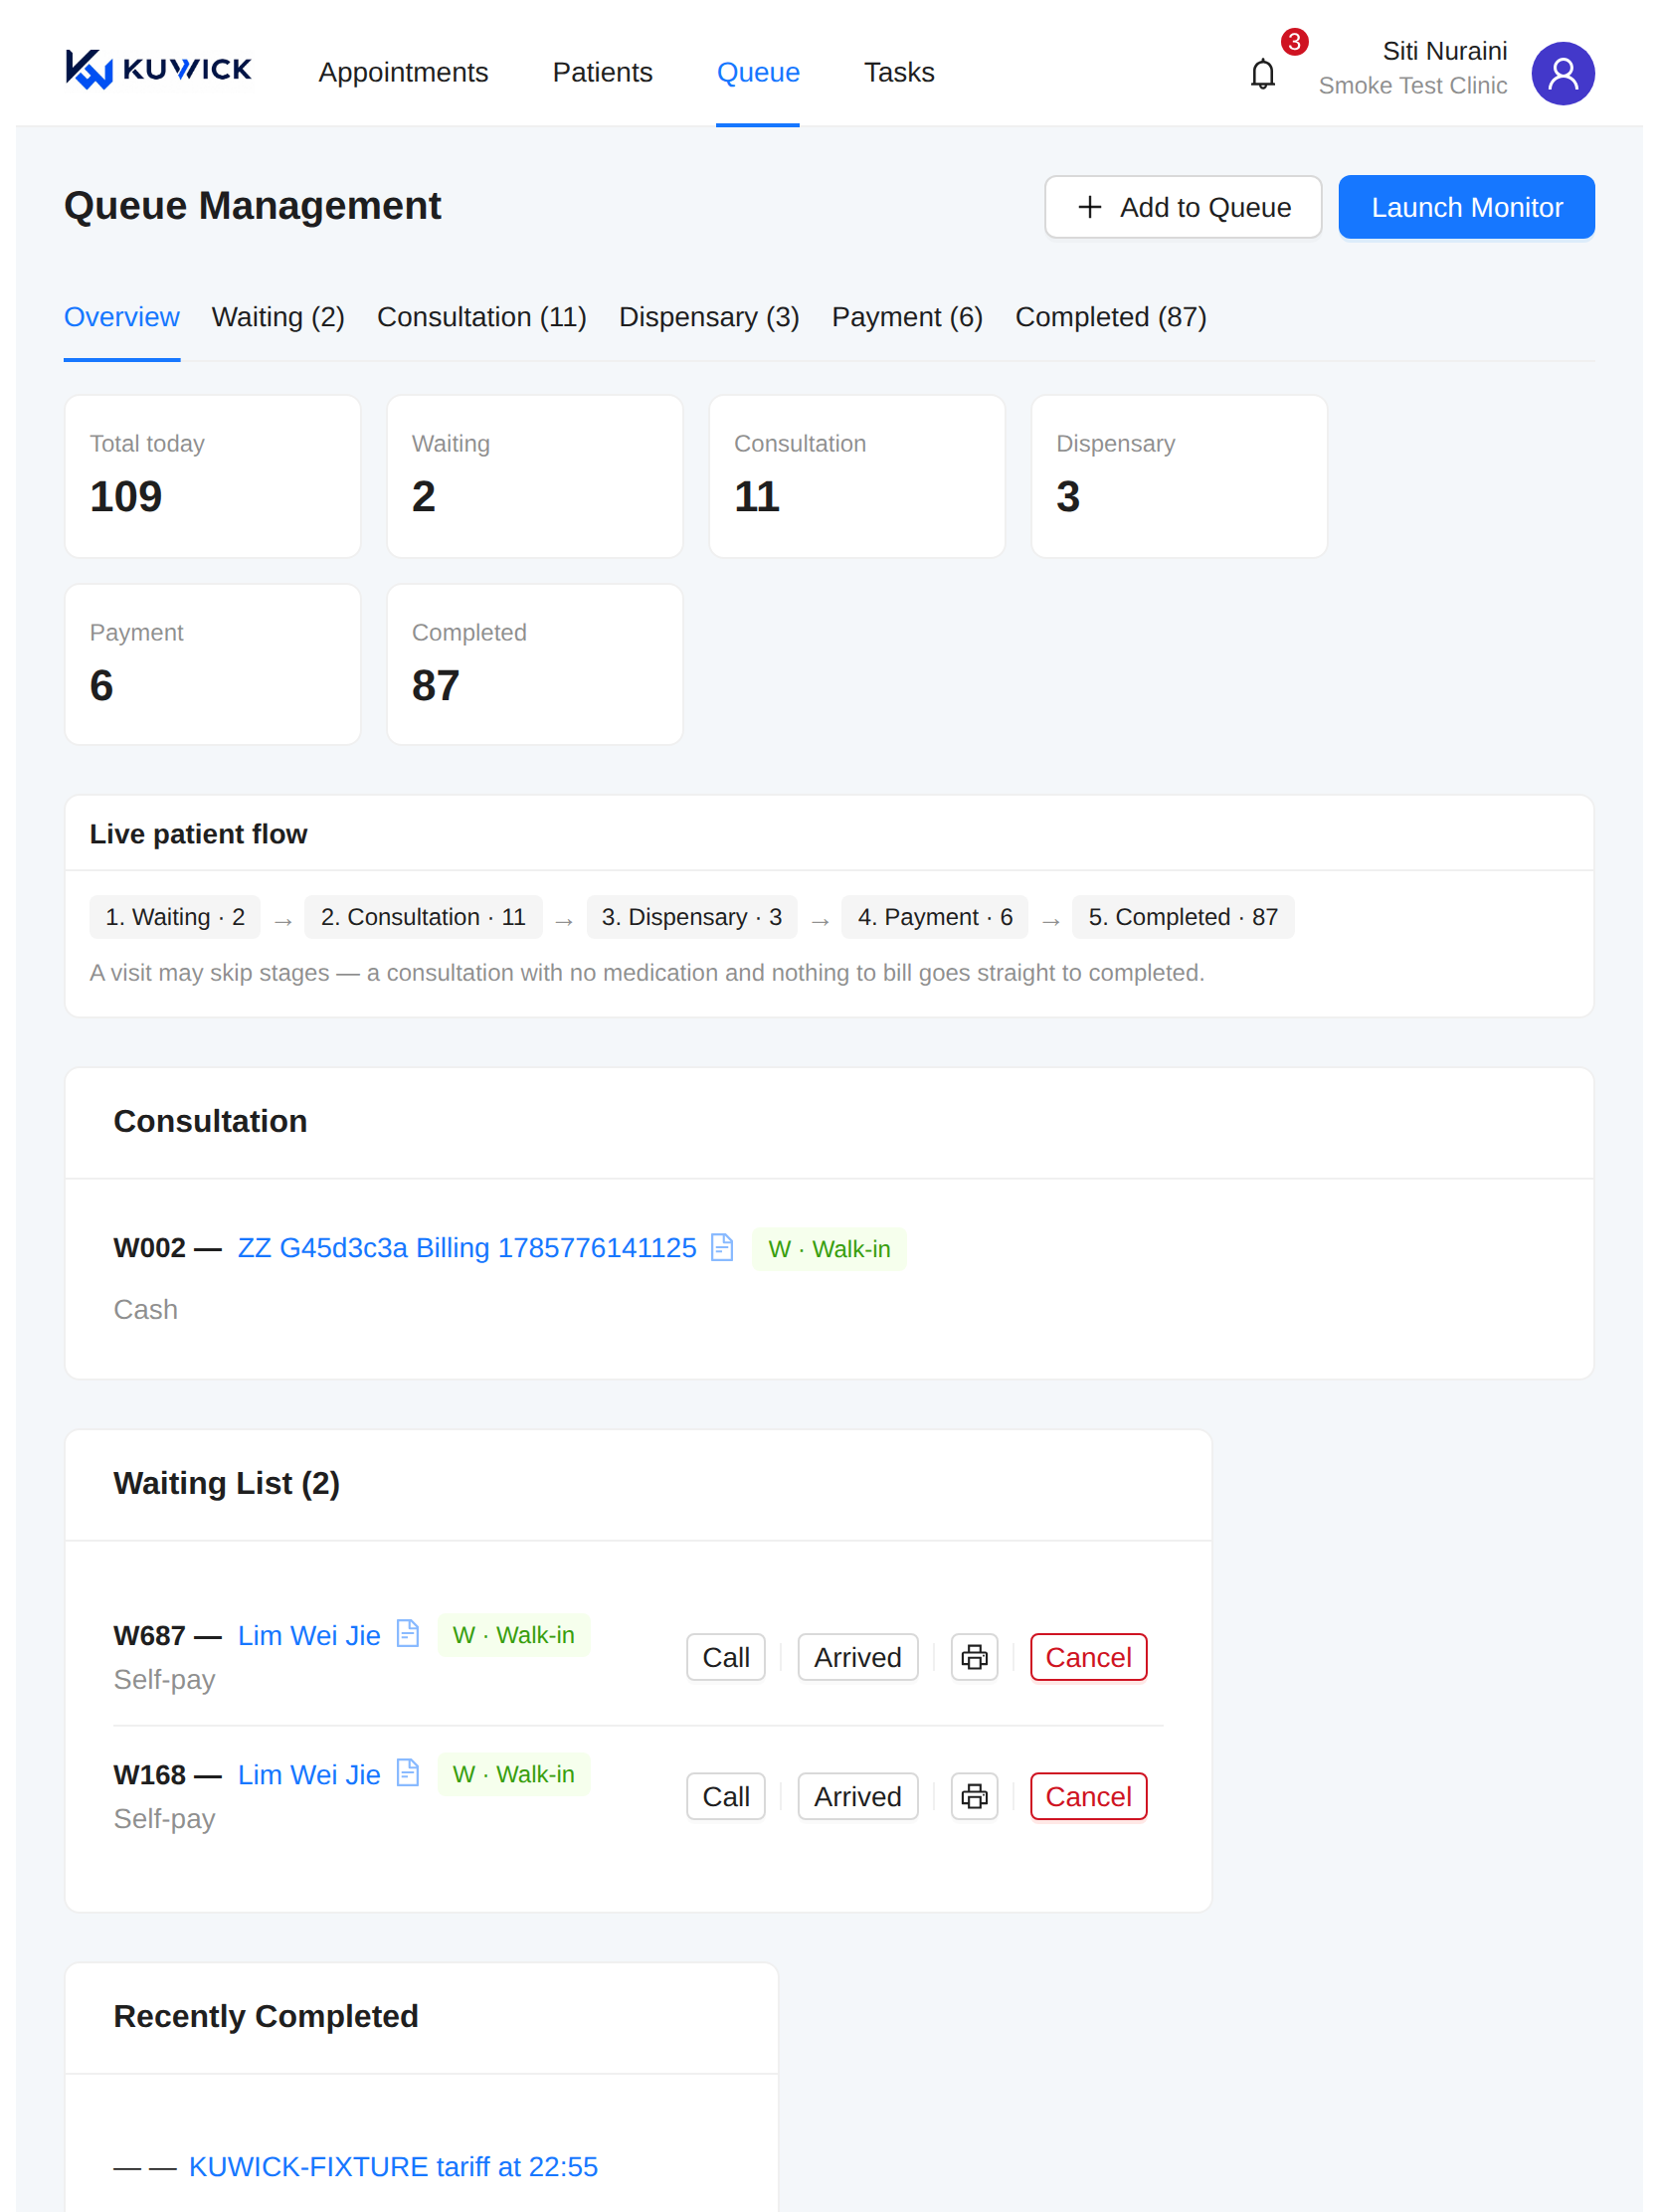 KUWICK Appointments Patients Queue Tasks 3 Siti Nuraini
Smoke Test Clinic
Queue Management + Add to Queue Launch Monitor
Overview Waiting (2) Consultation (11) Dispensary (3) Payment (6) Completed (87)
Total today Waiting Consultation Dispensary
109 2 11 3
Payment Completed
6 87
Live patient flow
1. Waiting · 2 → 2. Consultation · 11 → 3. Dispensary · 3 → 4. Payment · 6 → 5. Completed · 87
A visit may skip stages — a consultation with no medication and nothing to bill goes straight to completed.
Consultation
W002 — ZZ G45d3c3a Billing 1785776141125 W · Walk-in
Cash
Waiting List (2)
W687 — Lim Wei Jie W · Walk-in
Self-pay
Call Arrived Cancel
W168 — Lim Wei Jie W · Walk-in
Self-pay
Call Arrived Cancel
Recently Completed
— — KUWICK-FIXTURE tariff at 22:55